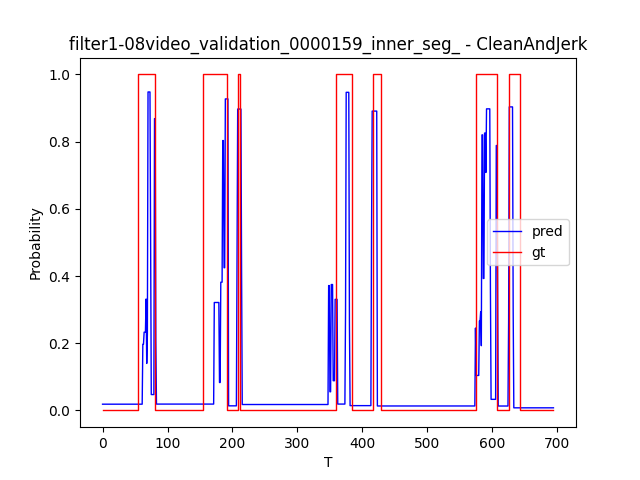 filter1-08video_validation_0000159_inner_seg_ - CleanAndJerk
1.0
0.8
0.6
0.4
0.2
0.0
Probability
pred
gt
0 100 200 300 400 500 600 700
T